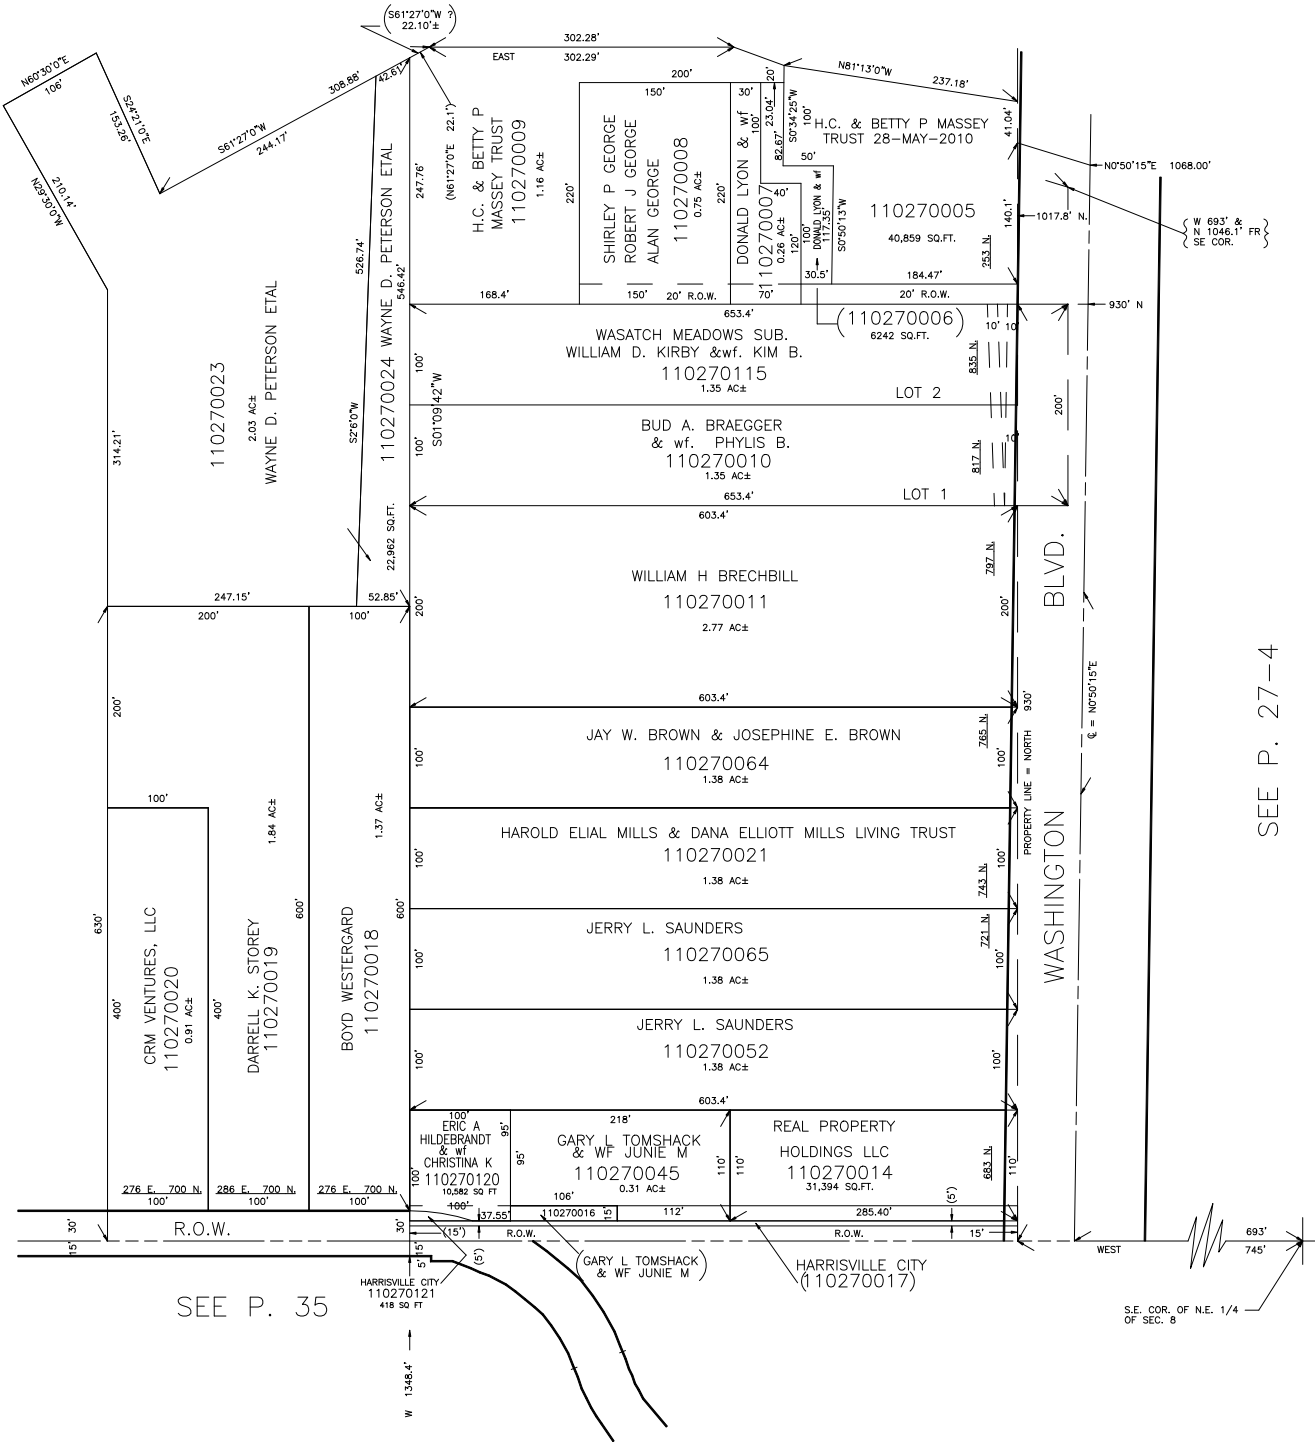 (S61°27'0"W ?
22.10'±)
302.28'
EAST
302.29'
N60°30'0"E
106'
S24°21'0"E
153.26'
308.88'
42.61'
S61°27'0"W
244.17'
N29°30'0"W
210.14'
(N61°27'0"E 22.1')
247.76'
H.C. & BETTY P
MASSEY TRUST
110270009
1.16 AC±
200'
150'
30'
20'
220'
SHIRLEY P GEORGE
ROBERT J GEORGE
ALAN GEORGE
110270008
0.75 AC±
220'
DONALD LYON & wf
110270007
0.26 AC±
100'
23.04'
82.67'
S0°34'25"W
100'
50'
40'
120'
100'
DONALD LYON & wf
117.35'
S0°50'13"W
30.5'
N81°13'0"W
237.18'
41.04'
H.C. & BETTY P MASSEY
TRUST 28-MAY-2010
110270005
40,859 SQ.FT.
140.1'
253 N.
184.47'
N0°50'15"E 1068.00'
1017.8' N.
{ W 693' &
N 1046.1' FR
SE COR. }
930' N
168.4'
150'
20' R.O.W.
70'
20' R.O.W.
653.4'
(110270006)
6242 SQ.FT.
WASATCH MEADOWS SUB.
WILLIAM D. KIRBY &wf. KIM B.
110270115
1.35 AC±
LOT 2
100'
835 N.
10' 10'
200'
BUD A. BRAEGGER
& wf. PHYLIS B.
110270010
1.35 AC±
100'
817 N.
10'
LOT 1
653.4'
603.4'
S01°09'42"W
546.42'
526.74'
S2°6'0"W
110270024 WAYNE D. PETERSON ETAL
22,962 SQ.FT.
110270023
2.03 AC±
WAYNE D. PETERSON ETAL
314.21'
247.15'
52.85'
200'
100'
WILLIAM H BRECHBILL
110270011
2.77 AC±
200'
797 N.
200'
603.4'
WASHINGTON BLVD.
℄ = N0°50'15"E
PROPERTY LINE = NORTH 930'
SEE P. 27-4
JAY W. BROWN & JOSEPHINE E. BROWN
110270064
1.38 AC±
100'
765 N.
100'
HAROLD ELIAL MILLS & DANA ELLIOTT MILLS LIVING TRUST
110270021
1.38 AC±
100'
743 N.
100'
JERRY L. SAUNDERS
110270065
1.38 AC±
100'
721 N.
100'
JERRY L. SAUNDERS
110270052
1.38 AC±
100'
100'
603.4'
200'
100'
630'
400'
CRM VENTURES, LLC
110270020
0.91 AC±
400'
DARRELL K. STOREY
110270019
1.84 AC±
600'
BOYD WESTERGARD
110270018
1.37 AC±
600'
276 E. 700 N.
100'
286 E. 700 N.
100'
276 E. 700 N.
100'
100'
ERIC A
HILDEBRANDT
& wf
CHRISTINA K
110270120
10,582 SQ FT
100'
100'
95'
95'
218'
GARY L TOMSHACK
& WF JUNIE M
110270045
0.31 AC±
110'
106'
110270016
15'
112'
REAL PROPERTY
HOLDINGS LLC
110270014
31,394 SQ.FT.
110'
683 N.
110'
285.40'
(5')
37.55'
(15')
(5')
R.O.W.
R.O.W.
15'
R.O.W.
30'
15'
30'
15'
5'
(GARY L TOMSHACK
& WF JUNIE M)
HARRISVILLE CITY
(110270017)
HARRISVILLE CITY
110270121
418 SQ FT
SEE P. 35
W 1348.4'
WEST
693'
745'
S.E. COR. OF N.E. 1/4
OF SEC. 8